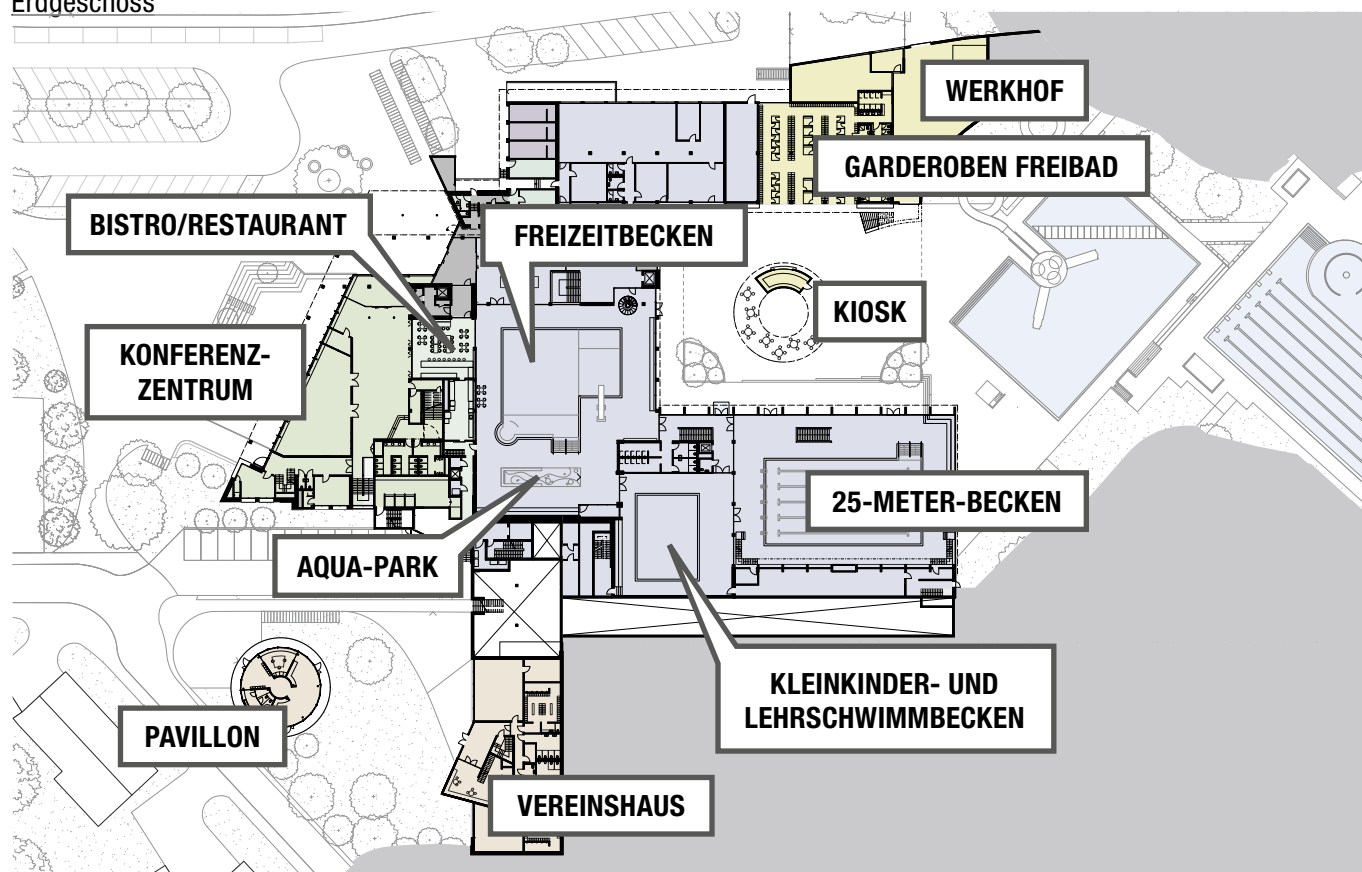 Erdgeschoss
WERKHOF
GARDEROBEN FREIBAD
BISTRO/RESTAURANT
FREIZEITBECKEN
KIOSK
KONFERENZ-
ZENTRUM
25-METER-BECKEN
AQUA-PARK
KLEINKINDER- UND
LEHRSCHWIMMBECKEN
PAVILLON
VEREINSHAUS